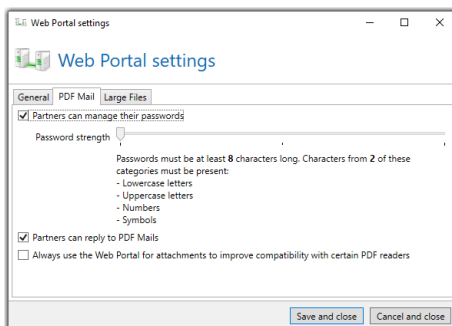 Web Portal settings
Web Portal settings
General PDF Mail Large Files
Partners can manage their passwords
Password strength
Passwords must be at least 8 characters long. Characters from 2 of these
categories must be present:
- Lowercase letters
- Uppercase letters
- Numbers
- Symbols
Partners can reply to PDF Mails
Always use the Web Portal for attachments to improve compatibility with certain PDF readers
Save and close Cancel and close